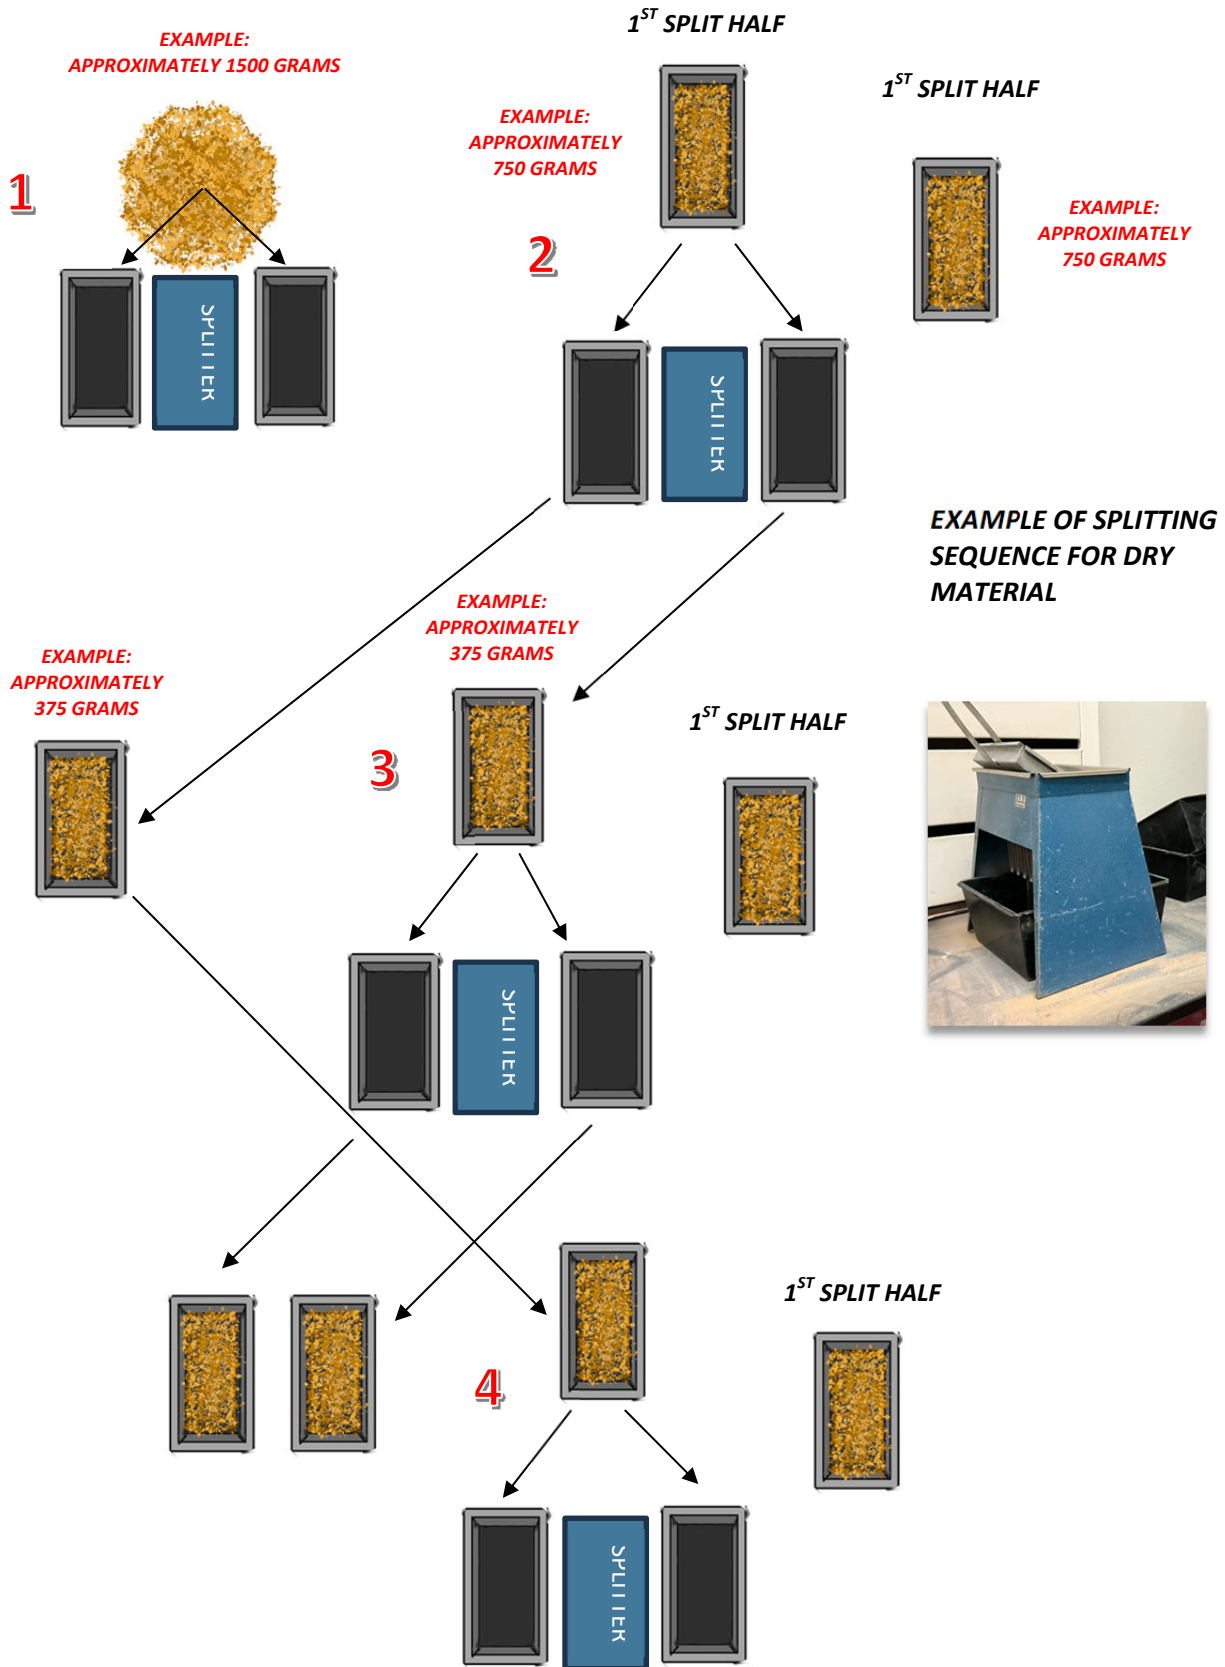 1ST SPLIT HALF
EXAMPLE:
APPROXIMATELY 1500 GRAMS
1ST SPLIT HALF
EXAMPLE:
APPROXIMATELY
750 GRAMS
1
EXAMPLE:
APPROXIMATELY
750 GRAMS
2
SPLITTER
SPLITTER
EXAMPLE OF SPLITTING
SEQUENCE FOR DRY
MATERIAL
EXAMPLE:
APPROXIMATELY
375 GRAMS
EXAMPLE:
APPROXIMATELY
375 GRAMS
1ST SPLIT HALF
3
SPLITTER
1ST SPLIT HALF
4
SPLITTER